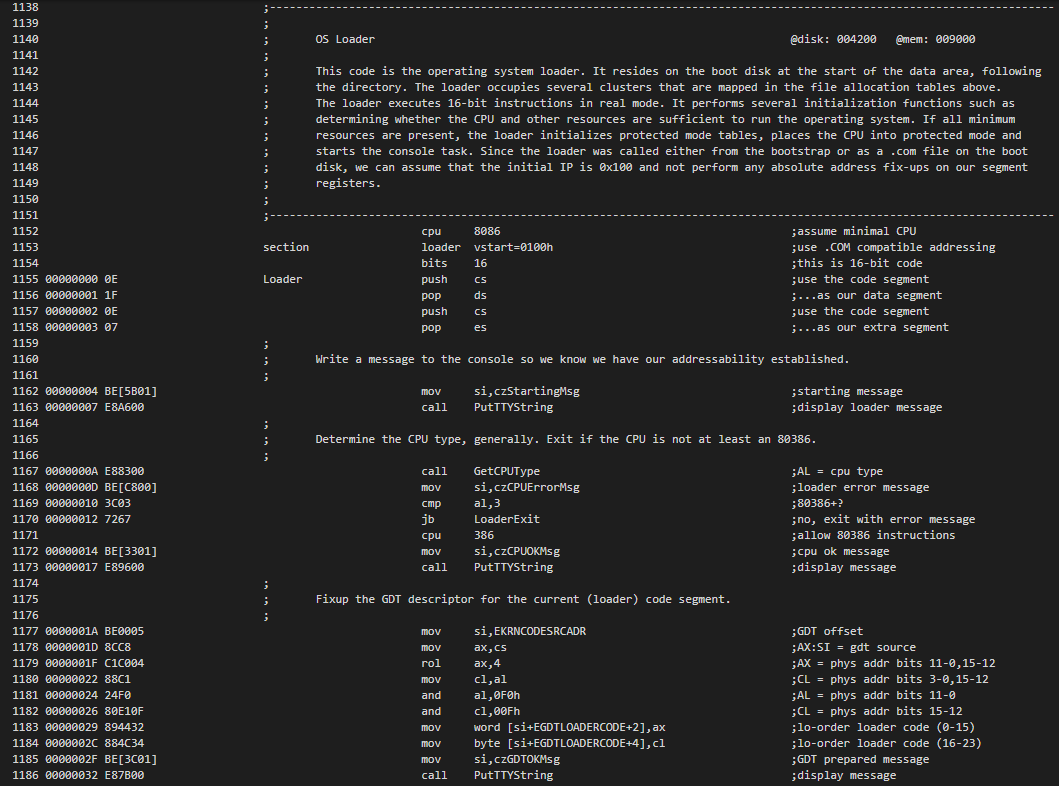 1138 ;-----------------------------------------------------------------------------------------------------------------------
1139 ;
1140 ; OS Loader @disk: 004200 @mem: 009000
1141 ;
1142 ; This code is the operating system loader. It resides on the boot disk at the start of the data area, following
1143 ; the directory. The loader occupies several clusters that are mapped in the file allocation tables above.
1144 ; The loader executes 16-bit instructions in real mode. It performs several initialization functions such as
1145 ; determining whether the CPU and other resources are sufficient to run the operating system. If all minimum
1146 ; resources are present, the loader initializes protected mode tables, places the CPU into protected mode and
1147 ; starts the console task. Since the loader was called either from the bootstrap or as a .com file on the boot
1148 ; disk, we can assume that the initial IP is 0x100 and not perform any absolute address fix-ups on our segment
1149 ; registers.
1150 ;
1151 ;-----------------------------------------------------------------------------------------------------------------------
1152 cpu 8086 ;assume minimal CPU
1153 section loader vstart=0100h ;use .COM compatible addressing
1154 bits 16 ;this is 16-bit code
1155 00000000 0E Loader push cs ;use the code segment
1156 00000001 1F pop ds ;...as our data segment
1157 00000002 0E push cs ;use the code segment
1158 00000003 07 pop es ;...as our extra segment
1159 ;
1160 ; Write a message to the console so we know we have our addressability established.
1161 ;
1162 00000004 BE[5B01] mov si,czStartingMsg ;starting message
1163 00000007 E8A600 call PutTTYString ;display loader message
1164 ;
1165 ; Determine the CPU type, generally. Exit if the CPU is not at least an 80386.
1166 ;
1167 0000000A E88300 call GetCPUType ;AL = cpu type
1168 0000000D BE[C800] mov si,czCPUErrorMsg ;loader error message
1169 00000010 3C03 cmp al,3 ;80386+?
1170 00000012 7267 jb LoaderExit ;no, exit with error message
1171 cpu 386 ;allow 80386 instructions
1172 00000014 BE[3301] mov si,czCPUOKMsg ;cpu ok message
1173 00000017 E89600 call PutTTYString ;display message
1174 ;
1175 ; Fixup the GDT descriptor for the current (loader) code segment.
1176 ;
1177 0000001A BE0005 mov si,EKRNCODESRCADR ;GDT offset
1178 0000001D 8CC8 mov ax,cs ;AX:SI = gdt source
1179 0000001F C1C004 rol ax,4 ;AX = phys addr bits 11-0,15-12
1180 00000022 88C1 mov cl,al ;CL = phys addr bits 3-0,15-12
1181 00000024 24F0 and al,0F0h ;AL = phys addr bits 11-0
1182 00000026 80E10F and cl,00Fh ;CL = phys addr bits 15-12
1183 00000029 894432 mov word [si+EGDTLOADERCODE+2],ax ;lo-order loader code (0-15)
1184 0000002C 884C34 mov byte [si+EGDTLOADERCODE+4],cl ;lo-order loader code (16-23)
1185 0000002F BE[3C01] mov si,czGDTOKMsg ;GDT prepared message
1186 00000032 E87B00 call PutTTYString ;display message